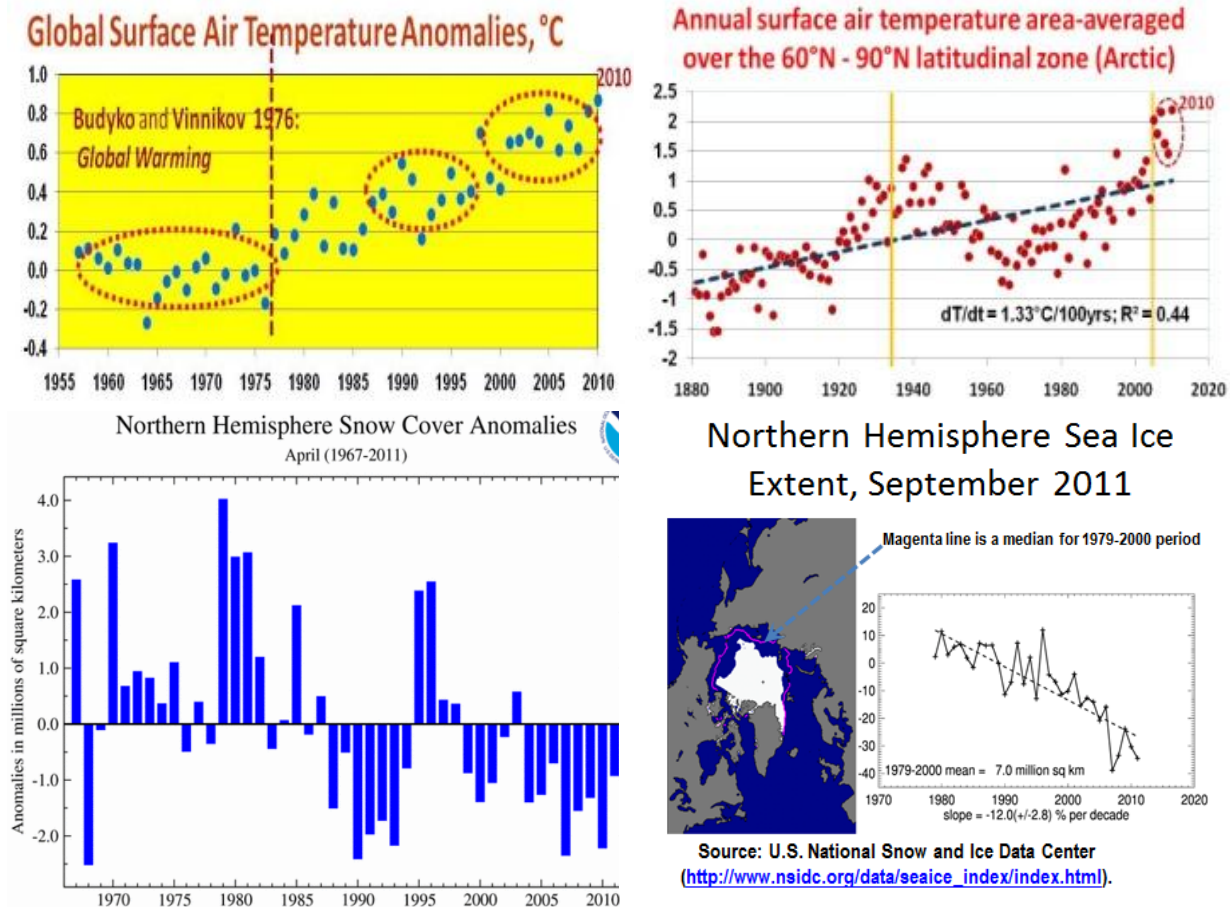 Global Surface Air Temperature Anomalies, °C
2010
1.0
0.8
0.6
0.4
0.2
0.0
-0.2
-0.4
Budyko and Vinnikov 1976:
Global Warming
1955 1960 1965 1970 1975 1980 1985 1990 1995 2000 2005 2010
Annual surface air temperature area-averaged
over the 60°N - 90°N latitudinal zone (Arctic)
2.5
2
1.5
1
0.5
0
-0.5
-1
-1.5
-2
2010
dT/dt = 1.33°C/100yrs; R² = 0.44
1880 1900 1920 1940 1960 1980 2000 2020
Northern Hemisphere Snow Cover Anomalies
April (1967-2011)
Anomalies in millions of square kilometers
4.0
3.0
2.0
1.0
0.0
-1.0
-2.0
1970 1975 1980 1985 1990 1995 2000 2005 2010
Northern Hemisphere Sea Ice
Extent, September 2011
Magenta line is a median for 1979-2000 period
20
10
0
-10
-20
-30
-40
1979-2000 mean = 7.0 million sq km
1970 1980 1990 2000 2010 2020
slope = -12.0(+/-2.8) % per decade
Source: U.S. National Snow and Ice Data Center
(http://www.nsidc.org/data/seaice_index/index.html).